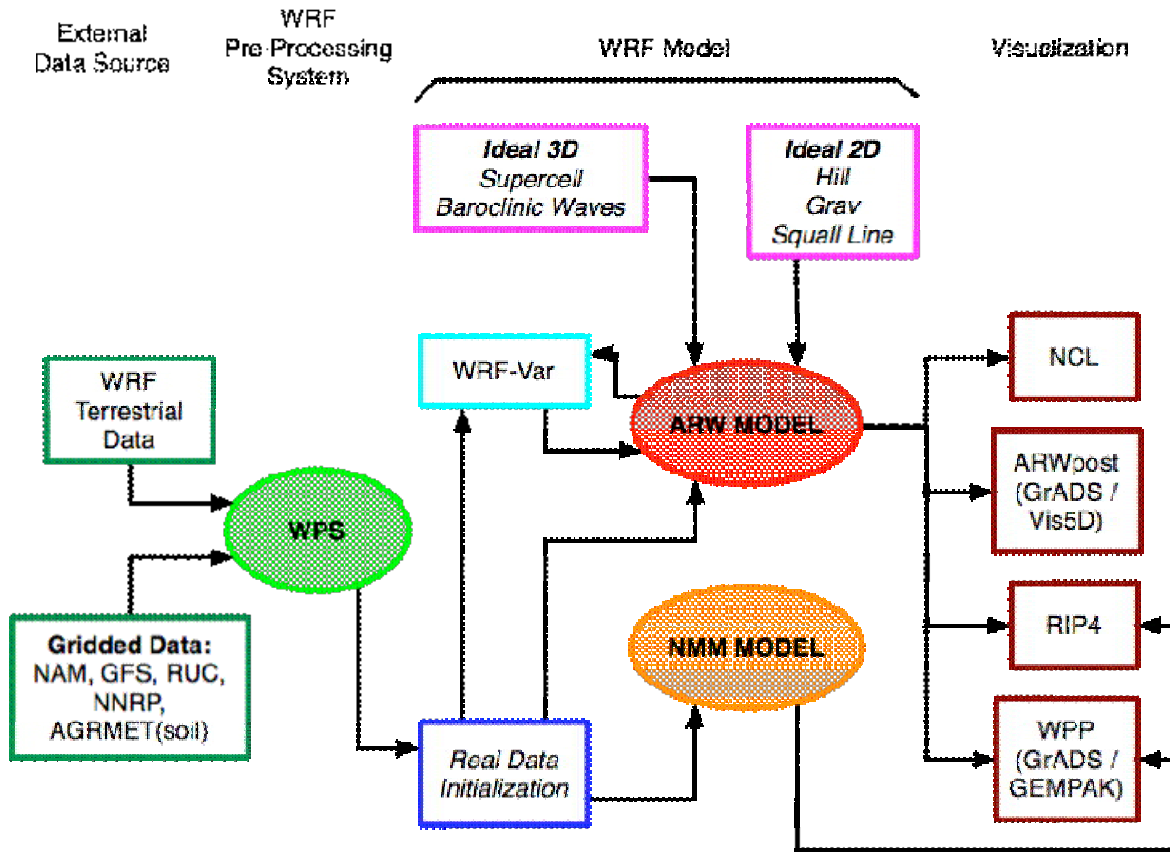 External
Data Source
WRF
Pre-Processing
System
WRF Model
Visualization
Ideal 3D
Supercell
Baroclinic Waves
Ideal 2D
Hill
Grav
Squall Line
WRF
Terrestrial
Data
WRF-Var
ARW MODEL
NCL
ARWpost
(GrADS /
Vis5D)
WPS
Gridded Data:
NAM, GFS, RUC,
NNRP,
AGRMET(soil)
NMM MODEL
RIP4
Real Data
Initialization
WPP
(GrADS /
GEMPAK)